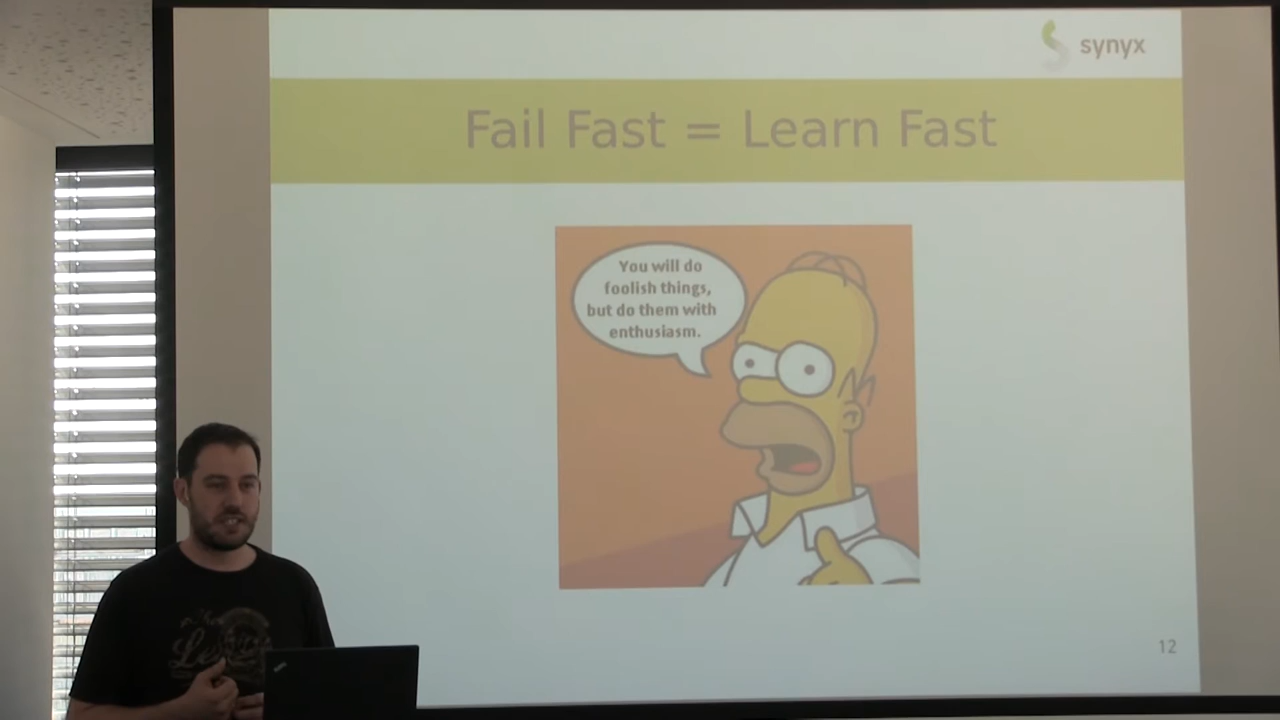 synyx
Fail Fast = Learn Fast
You will do
foolish things,
but do them with
enthusiasm.
12